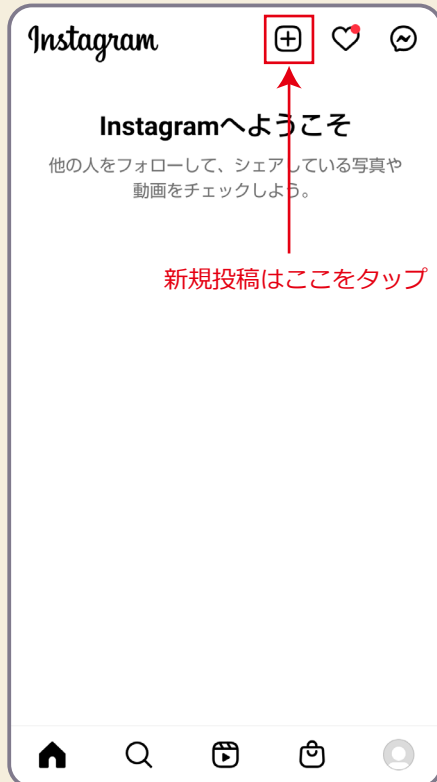 Instagram
Instagramへようこそ
他の人をフォローして、シェアしている写真や
動画をチェックしよう。
新規投稿はここをタップ